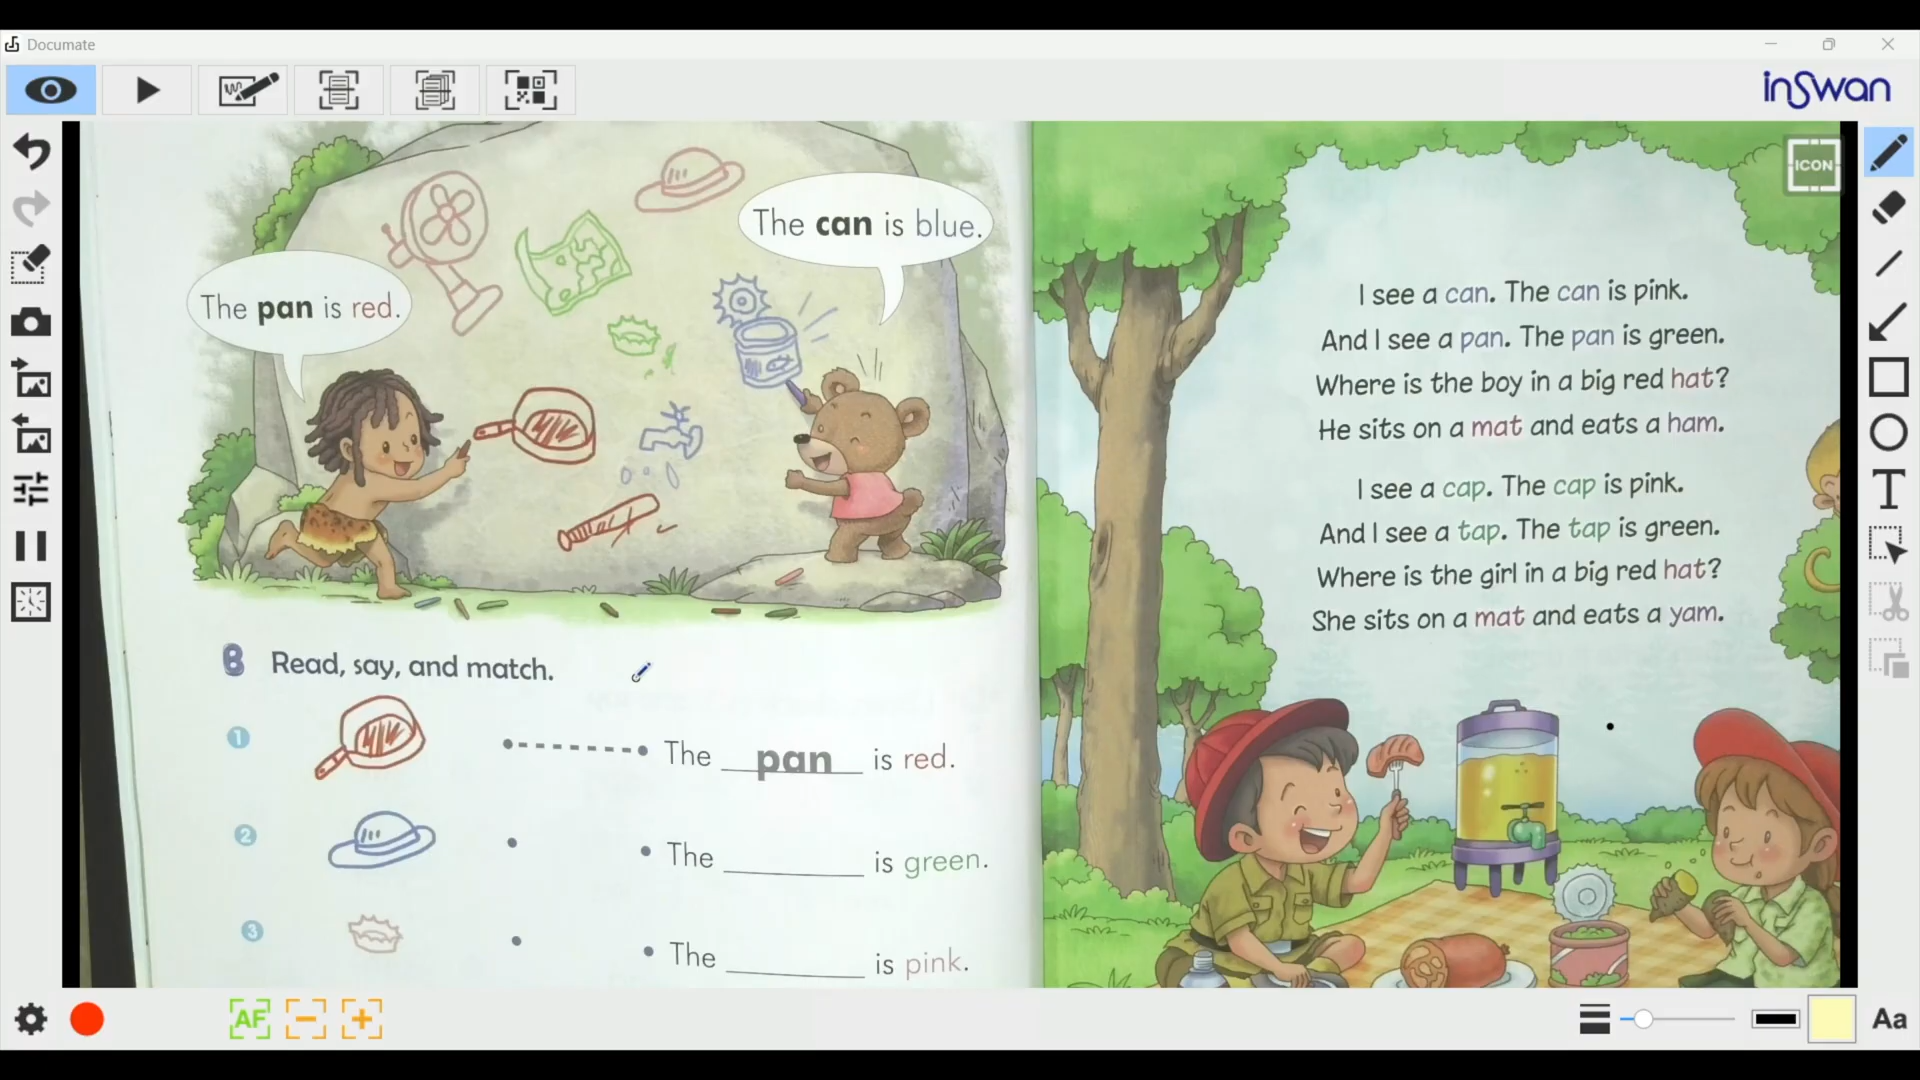 Documate
inSwan
ICON
The can is blue.
The pan is red.
B Read, say, and match.
1 The pan is red.
2 The ________ is green.
3 The ________ is pink.
I see a can. The can is pink.
And I see a pan. The pan is green.
Where is the boy in a big red hat?
He sits on a mat and eats a ham.
I see a cap. The cap is pink.
And I see a tap. The tap is green.
Where is the girl in a big red hat?
She sits on a mat and eats a yam.
T
AF
Aa